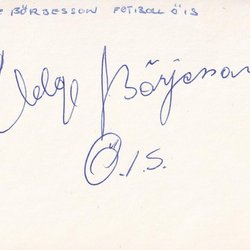 E BÖRJESSON FOTBOLL ÖIS
Helge Börjesson
Ö.I.S.